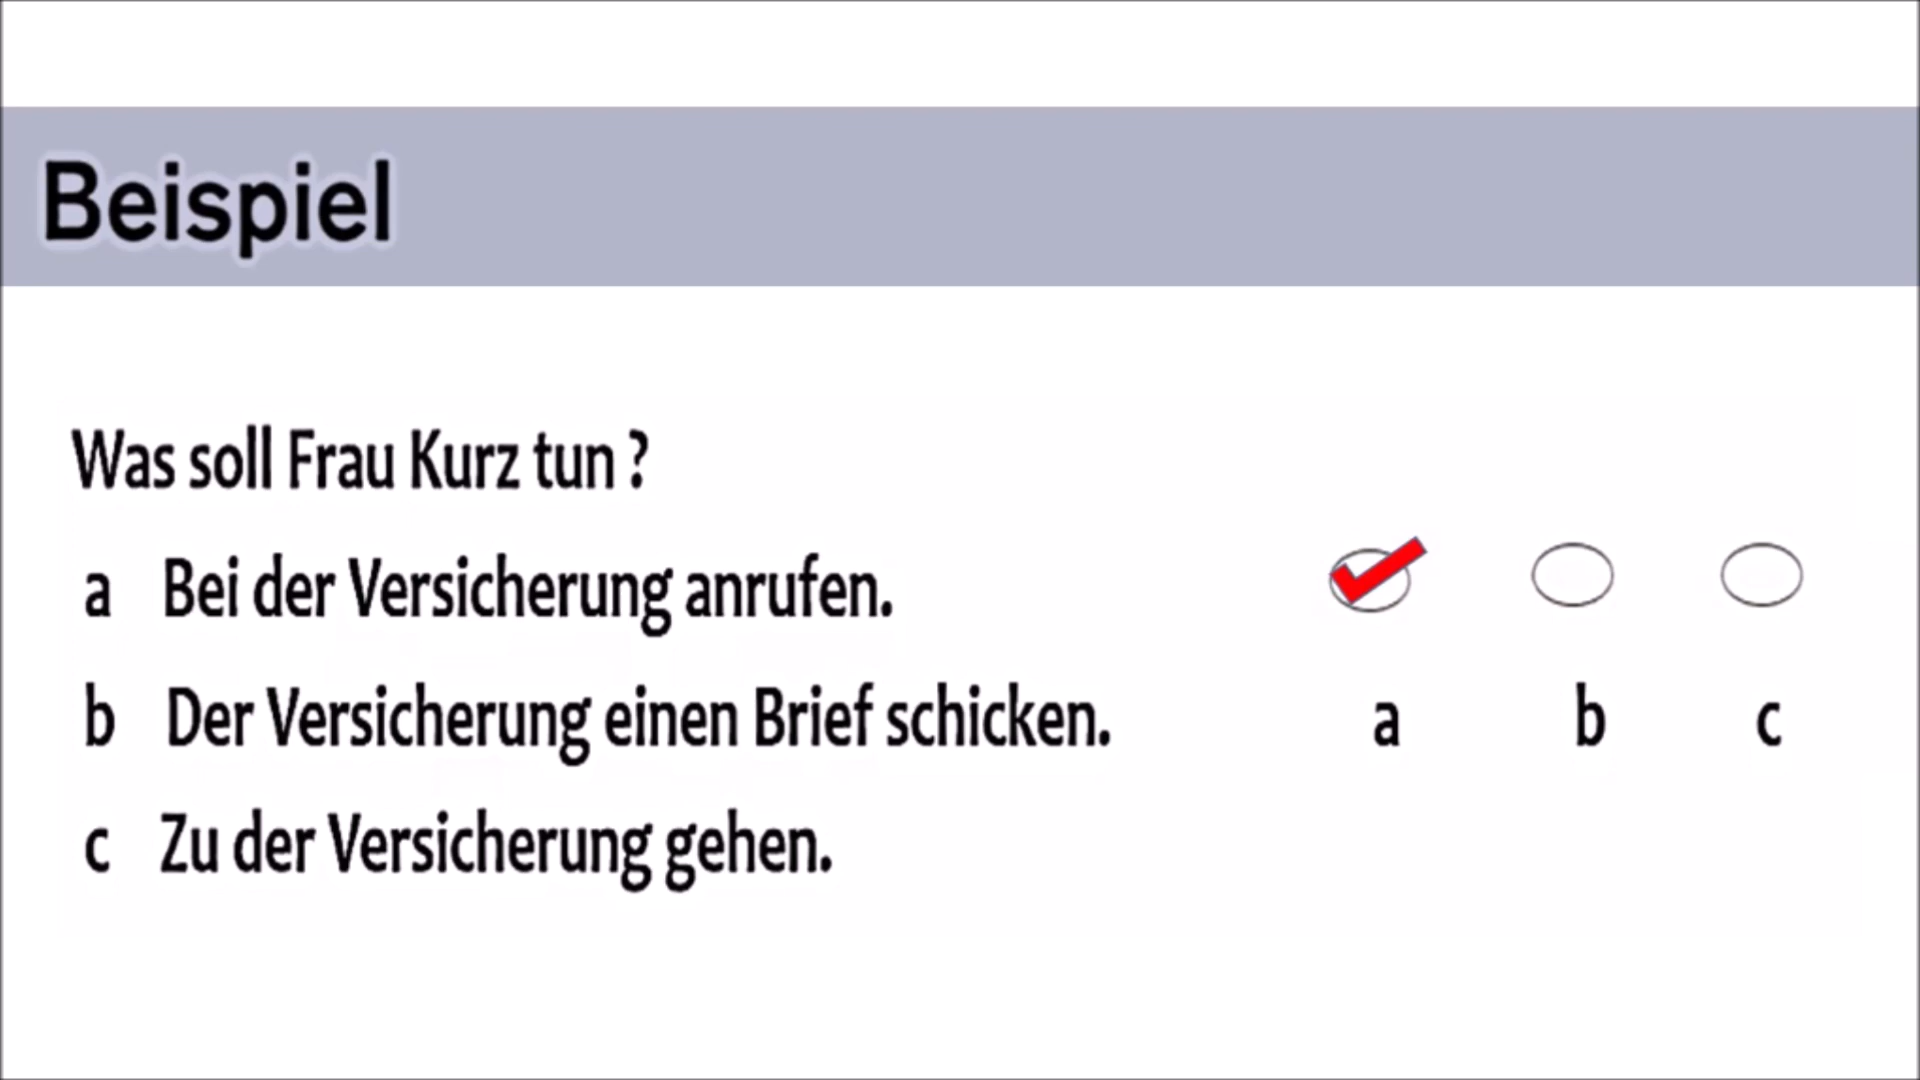 Beispiel
Was soll Frau Kurz tun ?
a Bei der Versicherung anrufen.
b Der Versicherung einen Brief schicken.
a b c
c Zu der Versicherung gehen.